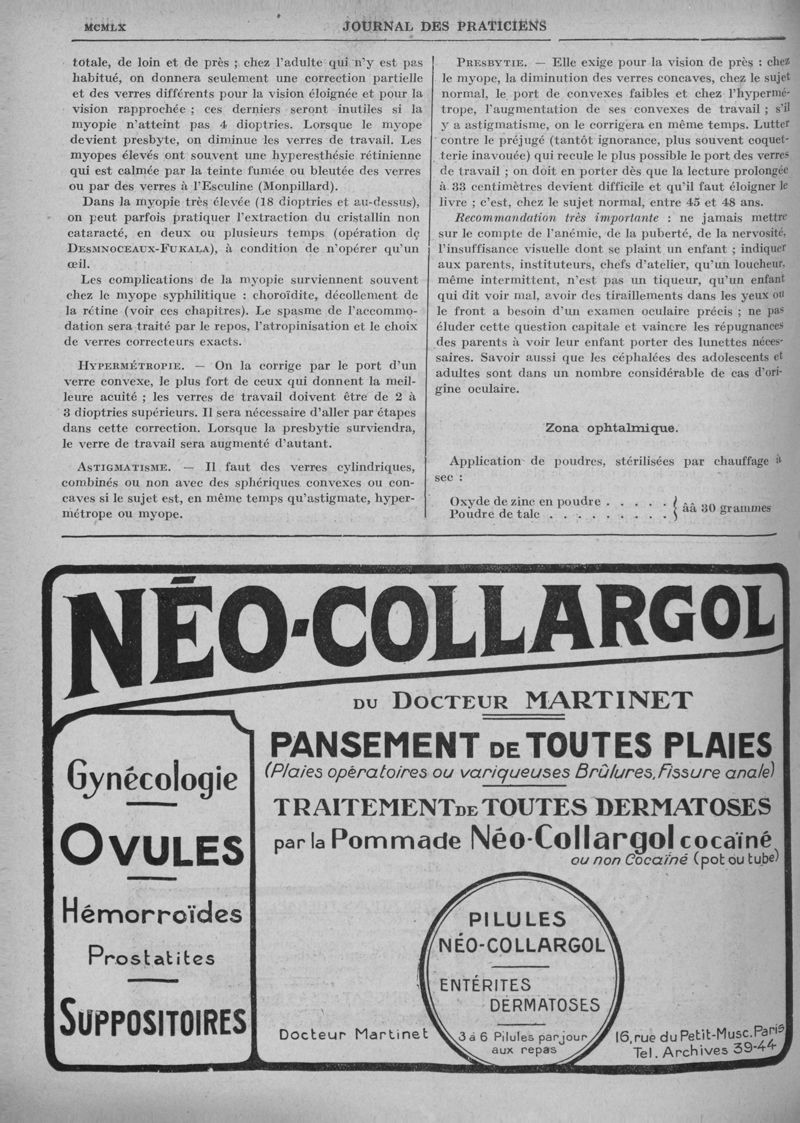 MCMLX
JOURNAL DES PRATICIENS
totale, de loin et de près ; chez l'adulte qui n'y est pas
habitué, on donnera seulement une correction partielle
et des verres différents pour la vision éloignée et pour la
vision rapprochée ; ces derniers seront inutiles si la
myopie n'atteint pas 4 dioptries. Lorsque le myope
devient presbyte, on diminue les verres de travail. Les
myopes élevés ont souvent une hyperesthésie rétinienne
qui est calmée par la teinte fumée ou bleutée des verres
ou par des verres à l'Esculine (Monpillard).
Dans la myopie très élevée (18 dioptries et au-dessus),
on peut parfois pratiquer l'extraction du cristallin non
cataracté, en deux ou plusieurs temps (opération dç
DESMNOCEAUX-FUKALA), à condition de n'opérer qu'un
œil.
Les complications de la myopie surviennent souvent
chez le myope syphilitique : choroïdite, décollement de
la rétine (voir ces chapitres). Le spasme de l'accommo-
dation sera traité par le repos, l'atropinisation et le choix
de verres correcteurs exacts.
HYPERMÉTROPIE. — On la corrige par le port d'un
verre convexe, le plus fort de ceux qui donnent la meil-
leure acuité ; les verres de travail doivent être de 2 à
3 dioptries supérieurs. Il sera nécessaire d'aller par étapes
dans cette correction. Lorsque la presbytie surviendra,
le verre de travail sera augmenté d'autant.
ASTIGMATISME. — Il faut des verres cylindriques,
combinés ou non avec des sphériques convexes ou con-
caves si le sujet est, en même temps qu'astigmate, hyper-
métrope ou myope.
PRESBYTIE. — Elle exige pour la vision de près : chez
le myope, la diminution des verres concaves, chez le sujet
normal, le port de convexes faibles et chez l'hypermé-
trope, l'augmentation de ses convexes de travail ; s'il
y a astigmatisme, on le corrigera en même temps. Lutter
contre le préjugé (tantôt ignorance, plus souvent coquet-
terie inavouée) qui recule le plus possible le port des verres
de travail ; on doit en porter dès que la lecture prolongée
à 33 centimètres devient difficile et qu'il faut éloigner le
livre ; c'est, chez le sujet normal, entre 45 et 48 ans.
Recommandation très importante : ne jamais mettre
sur le compte de l'anémie, de la puberté, de la nervosité,
l'insuffisance visuelle dont se plaint un enfant ; indiquer
aux parents, instituteurs, chefs d'atelier, qu'un loucheur,
même intermittent, n'est pas un tiqueur, qu'un enfant
qui dit voir mal, avoir des tiraillements dans les yeux ou
le front a besoin d'un examen oculaire précis ; ne pas
éluder cette question capitale et vaincre les répugnances
des parents à voir leur enfant porter des lunettes néces-
saires. Savoir aussi que les céphalées des adolescents et
adultes sont dans un nombre considérable de cas d'ori-
gine oculaire.
Zona ophtalmique.
Application de poudres, stérilisées par chauffage à
sec :
Oxyde de zinc en poudre . . . . . } ââ 30 grammes
Poudre de talc . . . . . . . . . }
NÉO-COLLARGOL
DU DOCTEUR MARTINET
PANSEMENT DE TOUTES PLAIES
(Plaies opératoires ou variqueuses Brûlures, Fissure anale)
TRAITEMENT DE TOUTES DERMATOSES
par la Pommade Néo-Collargol cocaïné
ou non Cocaïné (pot ou tube)
Gynécologie
OVULES
Hémorroïdes
Prostatites
SUPPOSITOIRES
PILULES
NÉO-COLLARGOL
ENTÉRITES
DERMATOSES
3 à 6 Pilules par jour
aux repas
Docteur Martinet
16, rue du Petit-Musc. Paris
Tel. Archives 39-44